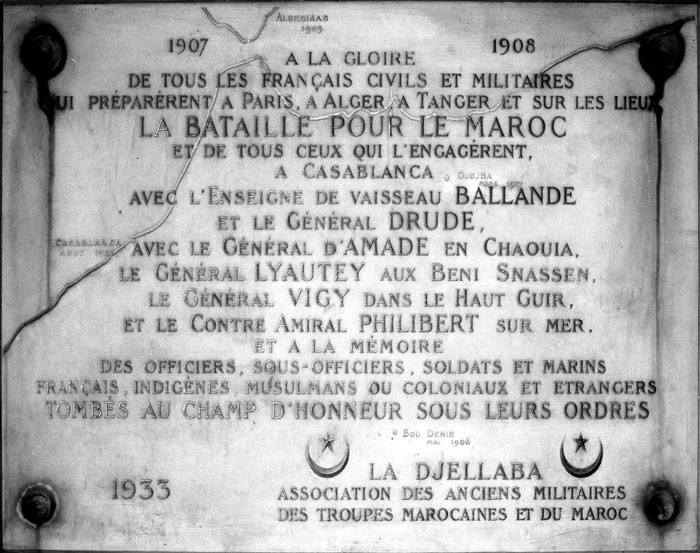 ALGESIRAS
1905
1907 1908
A LA GLOIRE
DE TOUS LES FRANÇAIS CIVILS ET MILITAIRES
QUI PRÉPARÈRENT A PARIS, A ALGER, A TANGER ET SUR LES LIEUX
LA BATAILLE POUR LE MAROC
ET DE TOUS CEUX QUI L'ENGAGÈRENT,
A CASABLANCA
OUDJDA
MARS 1907
AVEC L'ENSEIGNE DE VAISSEAU BALLANDE
ET LE GÉNÉRAL DRUDE,
CASABLANCA
AOUT 1907
AVEC LE GÉNÉRAL D'AMADE EN CHAOUIA,
LE GÉNÉRAL LYAUTEY AUX BENI SNASSEN,
LE GÉNÉRAL VIGY DANS LE HAUT GUIR,
ET LE CONTRE AMIRAL PHILIBERT SUR MER.
ET A LA MÉMOIRE
DES OFFICIERS, SOUS-OFFICIERS, SOLDATS ET MARINS
FRANÇAIS, INDIGÈNES, MUSULMANS OU COLONIAUX ET ETRANGERS
TOMBÉS AU CHAMP D'HONNEUR SOUS LEURS ORDRES
BOU DENIB
MAI 1908
1933
LA DJELLABA
ASSOCIATION DES ANCIENS MILITAIRES
DES TROUPES MAROCAINES ET DU MAROC